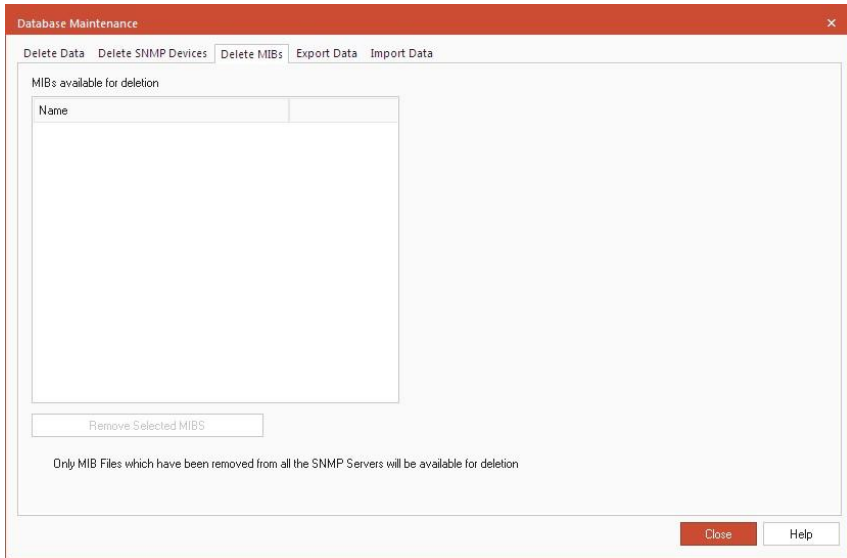 Database Maintenance
Delete Data Delete SNMP Devices Delete MIBs Export Data Import Data
MIBs available for deletion
Name
Remove Selected MIBS
Only MIB Files which have been removed from all the SNMP Servers will be available for deletion
Close Help